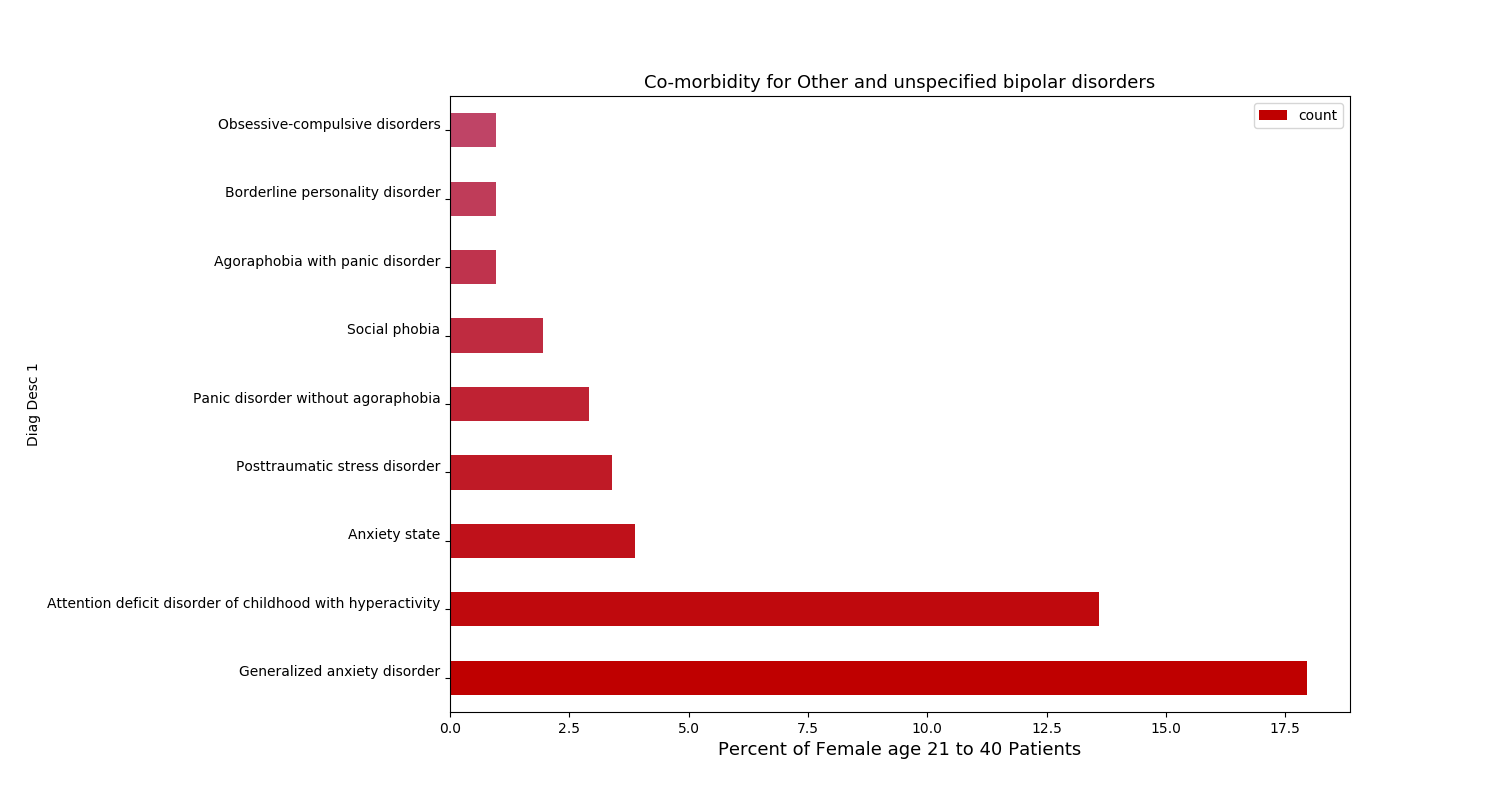 Co-morbidity for Other and unspecified bipolar disorders
count
Diag Desc 1
Obsessive-compulsive disorders
Borderline personality disorder
Agoraphobia with panic disorder
Social phobia
Panic disorder without agoraphobia
Posttraumatic stress disorder
Anxiety state
Attention deficit disorder of childhood with hyperactivity
Generalized anxiety disorder
0.0 2.5 5.0 7.5 10.0 12.5 15.0 17.5
Percent of Female age 21 to 40 Patients